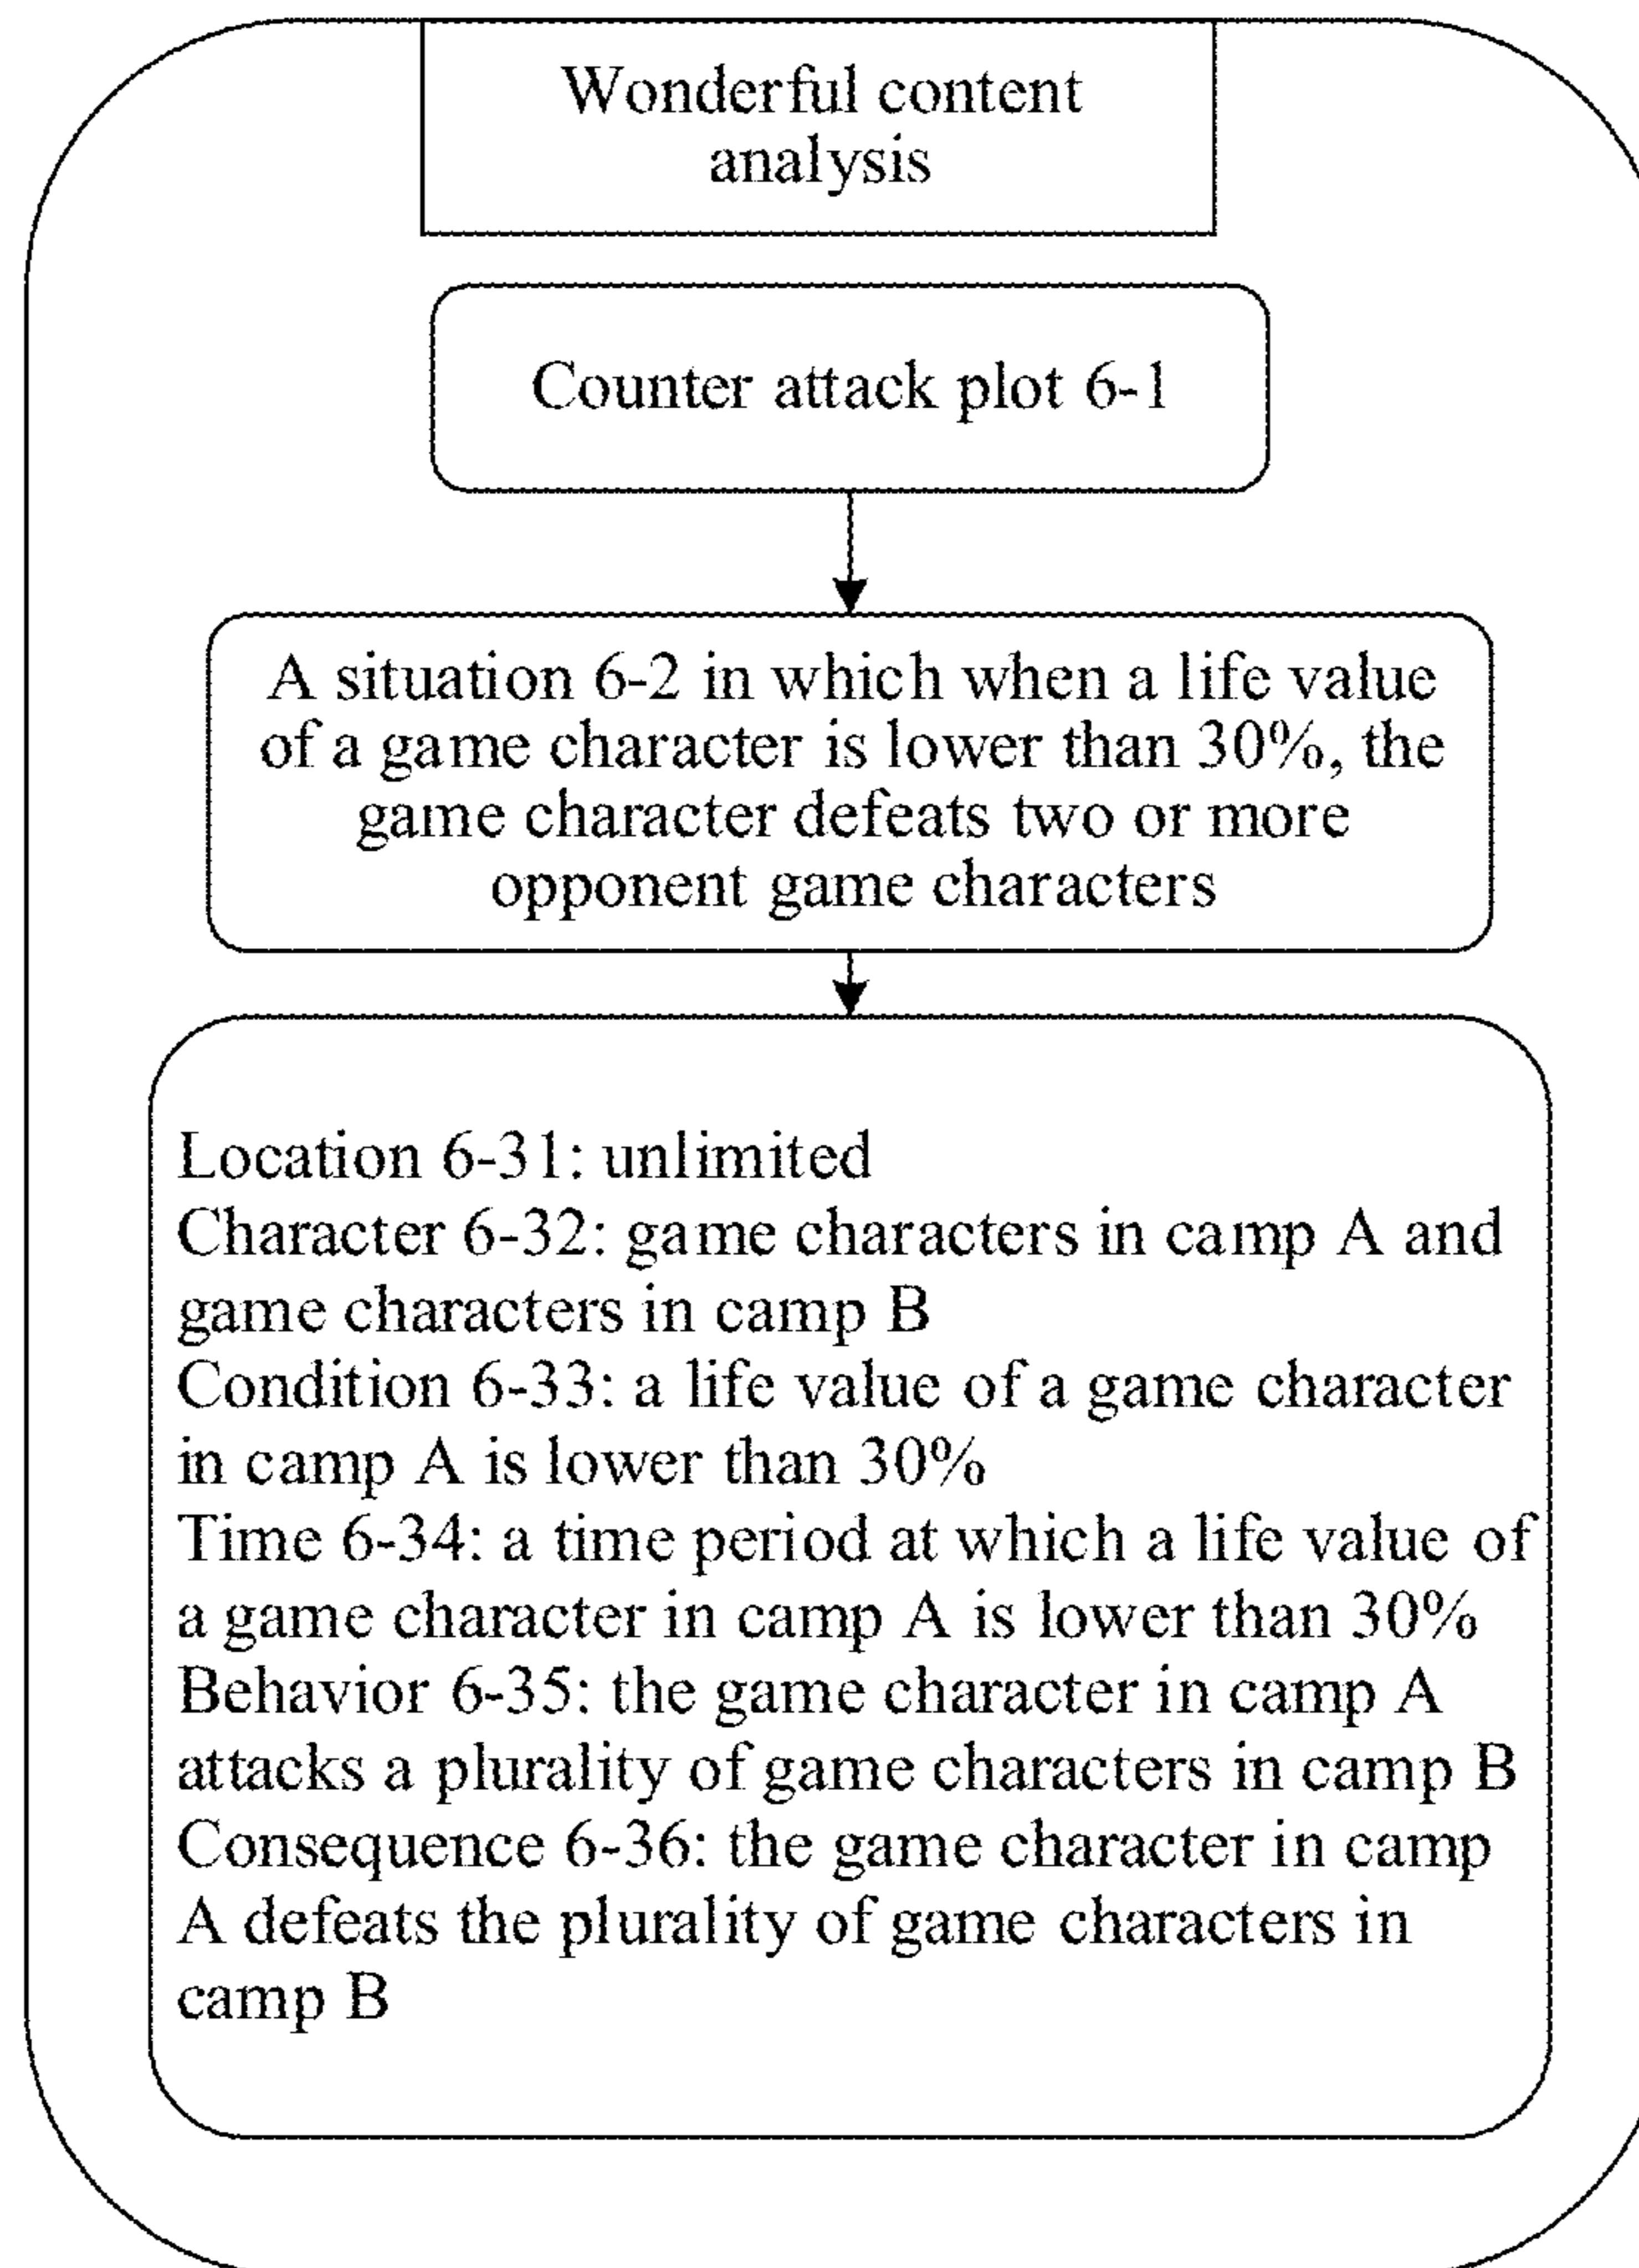 Wonderful content
analysis
Counter attack plot 6-1
A situation 6-2 in which when a life value
of a game character is lower than 30%, the
game character defeats two or more
opponent game characters
Location 6-31: unlimited
Character 6-32: game characters in camp A and
game characters in camp B
Condition 6-33: a life value of a game character
in camp A is lower than 30%
Time 6-34: a time period at which a life value of
a game character in camp A is lower than 30%
Behavior 6-35: the game character in camp A
attacks a plurality of game characters in camp B
Consequence 6-36: the game character in camp
A defeats the plurality of game characters in
camp B